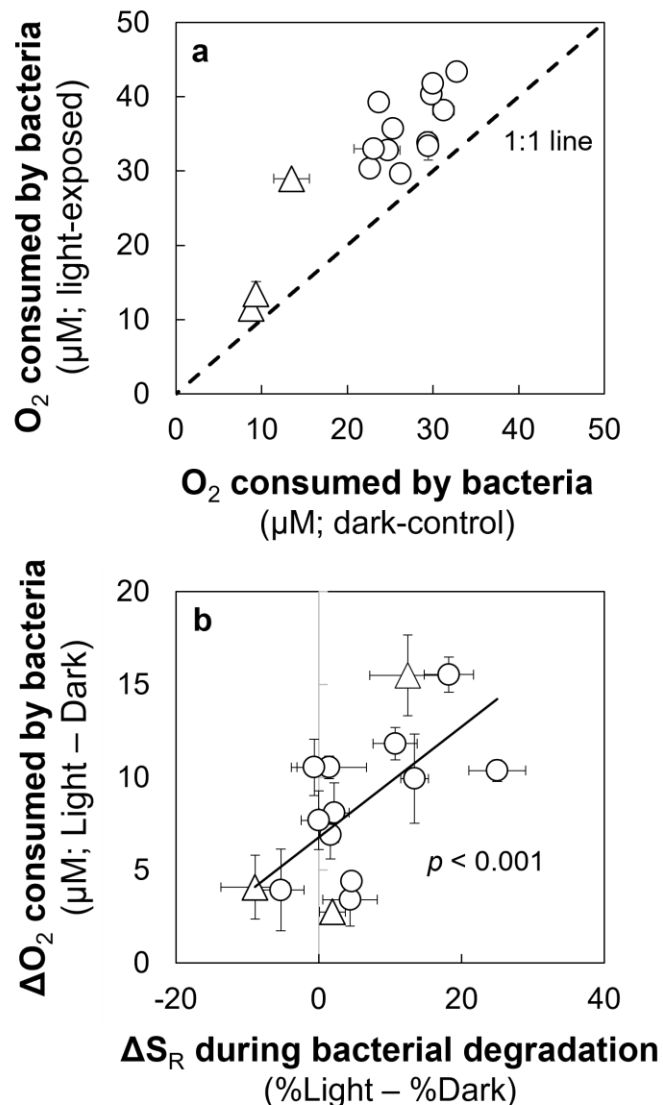 a
50
40
30
20
10
0
1:1 line
0 10 20 30 40 50
O₂ consumed by bacteria
(µM; light-exposed)
O₂ consumed by bacteria
(µM; dark-control)
b
20
15
10
5
0
p < 0.001
-20 0 20 40
ΔO₂ consumed by bacteria
(µM; Light – Dark)
ΔS_R during bacterial degradation
(%Light – %Dark)